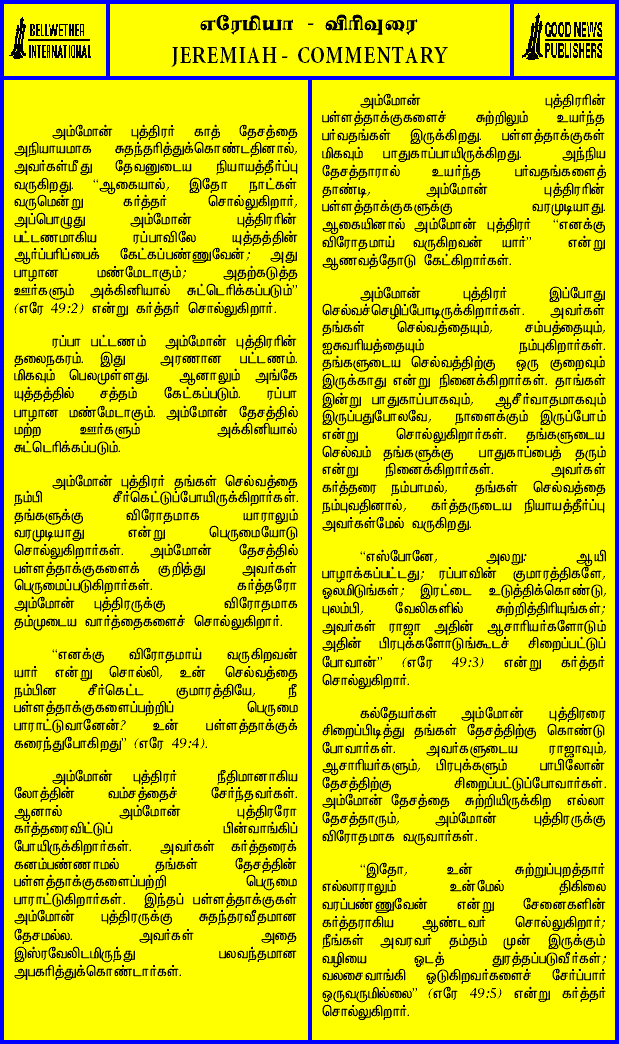 BELLWETHER
INTERNATIONAL
எரேமியா - விரிவுரை
JEREMIAH - COMMENTARY
GOOD NEWS
PUBLISHERS
அம்மோன் புத்திரர் காத் தேசத்தை
அநியாயமாக சுதந்தரித்துக்கொண்டதினால்,
அவர்கள்மீது தேவனுடைய நியாயத்தீர்ப்பு
வருகிறது. “ஆகையால், இதோ நாட்கள்
வருமென்று கர்த்தர் சொல்லுகிறார்,
அப்பொழுது அம்மோன் புத்திரரின்
பட்டணமாகிய ரப்பாவிலே யுத்தத்தின்
ஆர்ப்பரிப்பைக் கேட்கப்பண்ணுவேன்; அது
பாழான மண்மேடாகும்; அதற்கடுத்த
ஊர்களும் அக்கினியால் சுட்டெரிக்கப்படும்”
(எரே 49:2) என்று கர்த்தர் சொல்லுகிறார்.
ரப்பா பட்டணம் அம்மோன் புத்திரரின்
தலைநகரம். இது அரணான பட்டணம்.
மிகவும் பெலமுள்ளது. ஆனாலும் அங்கே
யுத்தத்தில் சத்தம் கேட்கப்படும். ரப்பா
பாழான மண்மேடாகும். அம்மோன் தேசத்தில்
மற்ற ஊர்களும் அக்கினியால்
சுட்டெரிக்கப்படும்.
அம்மோன் புத்திரர் தங்கள் செல்வத்தை
நம்பி சீர்கெட்டுப்போயிருக்கிறார்கள்.
தங்களுக்கு விரோதமாக யாராலும்
வரமுடியாது என்று பெருமையோடு
சொல்லுகிறார்கள். அம்மோன் தேசத்தில்
பள்ளத்தாக்குகளைக் குறித்து அவர்கள்
பெருமைப்படுகிறார்கள். கர்த்தரோ
அம்மோன் புத்திரருக்கு விரோதமாக
தம்முடைய வார்த்தைகளைச் சொல்லுகிறார்.
“எனக்கு விரோதமாய் வருகிறவன்
யார் என்று சொல்லி, உன் செல்வத்தை
நம்பின சீர்கெட்ட குமாரத்தியே, நீ
பள்ளத்தாக்குகளைப்பற்றிப் பெருமை
பாராட்டுவானேன்? உன் பள்ளத்தாக்குக்
கரைந்துபோகிறது” (எரே 49:4).
அம்மோன் புத்திரர் நீதிமானாகிய
லோத்தின் வம்சத்தைச் சேர்ந்தவர்கள்.
ஆனால் அம்மோன் புத்திரரோ
கர்த்தரைவிட்டுப் பின்வாங்கிப்
போயிருக்கிறார்கள். அவர்கள் கர்த்தரைக்
கனம்பண்ணாமல் தங்கள் தேசத்தின்
பள்ளத்தாக்குகளைப்பற்றி பெருமை
பாராட்டுகிறார்கள். இந்தப் பள்ளத்தாக்குகள்
அம்மோன் புத்திரருக்கு சுதந்தரவீதமான
தேசமல்ல. அவர்கள் அதை
இஸ்ரவேலிடமிருந்து பலவந்தமான
அபகரித்துக்கொண்டார்கள்.
அம்மோன் புத்திரரின்
பள்ளத்தாக்குகளைச் சுற்றிலும் உயர்ந்த
பர்வதங்கள் இருக்கிறது. பள்ளத்தாக்குகள்
மிகவும் பாதுகாப்பாயிருக்கிறது. அந்நிய
தேசத்தாரால் உயர்ந்த பர்வதங்களைத்
தாண்டி, அம்மோன் புத்திரரின்
பள்ளத்தாக்குகளுக்கு வரமுடியாது.
ஆகையினால் அம்மோன் புத்திரர் “எனக்கு
விரோதமாய் வருகிறவன் யார்” என்று
ஆணவத்தோடு கேட்கிறார்கள்.
அம்மோன் புத்திரர் இப்போது
செல்வச்செழிப்போடிருக்கிறார்கள். அவர்கள்
தங்கள் செல்வத்தையும், சம்பத்தையும்,
ஐசுவரியத்தையும் நம்புகிறார்கள்.
தங்களுடைய செல்வத்திற்கு ஒரு குறைவும்
இருக்காது என்று நினைக்கிறார்கள். தாங்கள்
இன்று பாதுகாப்பாகவும், ஆசீர்வாதமாகவும்
இருப்பதுபோலவே, நாளைக்கும் இருப்போம்
என்று சொல்லுகிறார்கள். தங்களுடைய
செல்வம் தங்களுக்கு பாதுகாப்பைத் தரும்
என்று நினைக்கிறார்கள். அவர்கள்
கர்த்தரை நம்பாமல், தங்கள் செல்வத்தை
நம்புவதினால், கர்த்தருடைய நியாயத்தீர்ப்பு
அவர்கள்மேல் வருகிறது.
“எஸ்போனே, அலறு; ஆயி
பாழாக்கப்பட்டது; ரப்பாவின் குமாரத்திகளே,
ஓலமிடுங்கள்; இரட்டை உடுத்திக்கொண்டு,
புலம்பி, வேலிகளில் சுற்றித்திரியுங்கள்;
அவர்கள் ராஜா அதின் ஆசாரியர்களோடும்
அதின் பிரபுக்களோடுங்கூடச் சிறைப்பட்டுப்
போவான்” (எரே 49:3) என்று கர்த்தர்
சொல்லுகிறார்.
கல்தேயர்கள் அம்மோன் புத்திரரை
சிறைப்பிடித்து தங்கள் தேசத்திற்கு கொண்டு
போவார்கள். அவர்களுடைய ராஜாவும்,
ஆசாரியர்களும், பிரபுக்களும் பாபிலோன்
தேசத்திற்கு சிறைப்பட்டுப்போவார்கள்.
அம்மோன் தேசத்தை சுற்றியிருக்கிற எல்லா
தேசத்தாரும், அம்மோன் புத்திரருக்கு
விரோதமாக வருவார்கள்.
“இதோ, உன் சுற்றுப்புறத்தார்
எல்லாராலும் உன்மேல் திகிலை
வரப்பண்ணுவேன் என்று சேனைகளின்
கர்த்தராகிய ஆண்டவர் சொல்லுகிறார்;
நீங்கள் அவரவர் தம்தம் முன் இருக்கும்
வழியை ஓடத் துரத்தப்படுவீர்கள்;
வலசைவாங்கி ஓடுகிறவர்களைச் சேர்ப்பார்
ஒருவருமில்லை” (எரே 49:5) என்று கர்த்தர்
சொல்லுகிறார்.